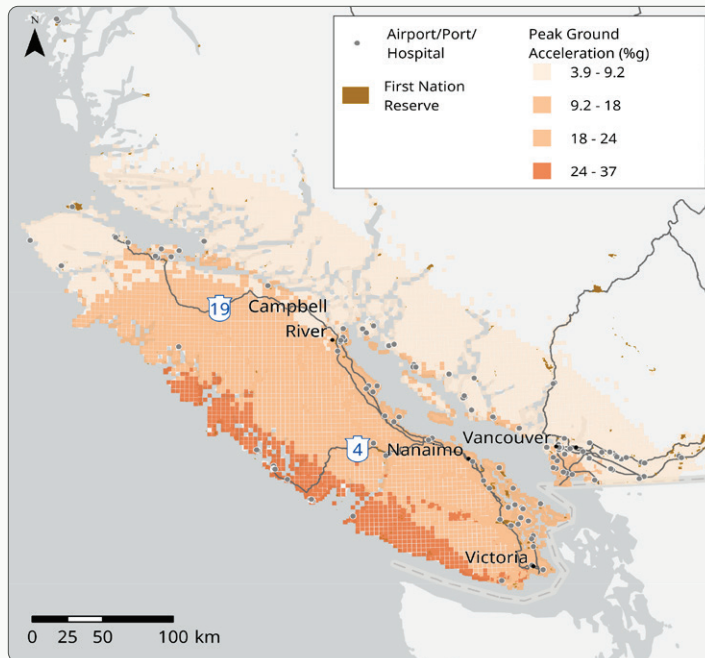 N
Airport/Port/
Hospital
First Nation
Reserve
Peak Ground
Acceleration (%g)
3.9 - 9.2
9.2 - 18
18 - 24
24 - 37
19
Campbell
River
4
Nanaimo
Vancouver
Victoria
0 25 50 100 km